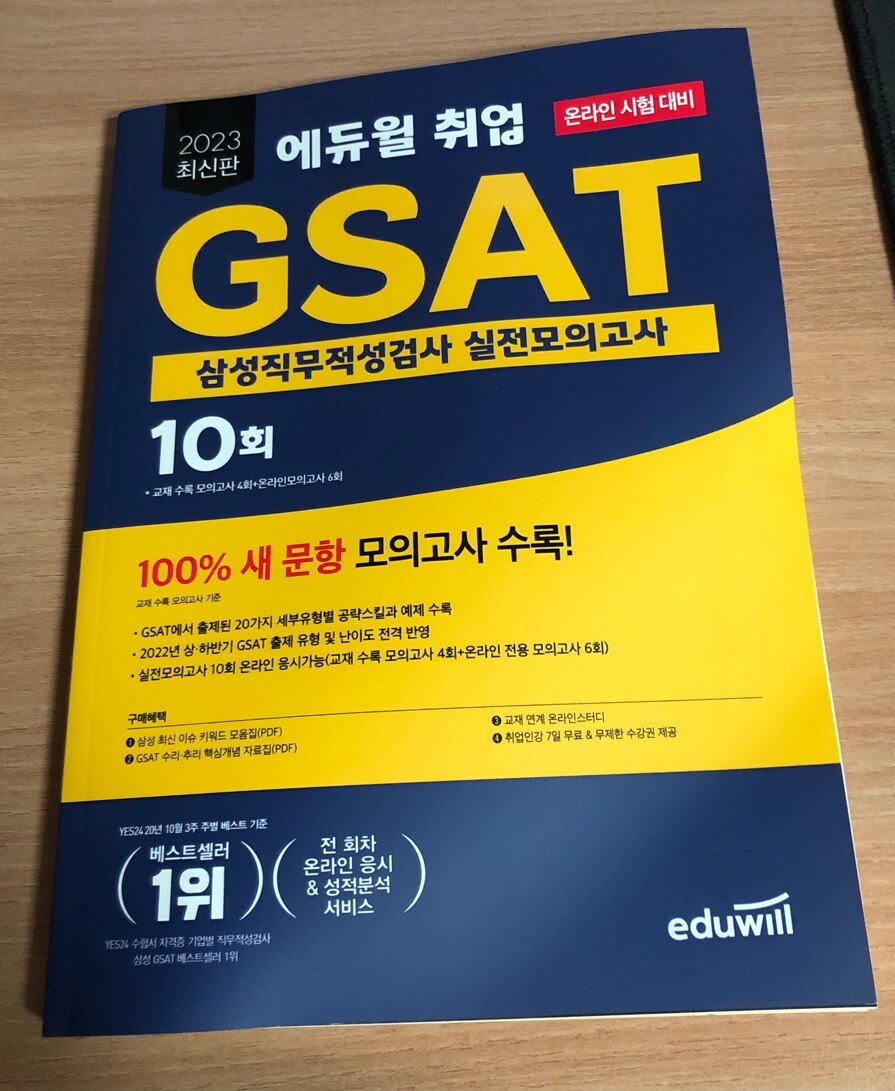 2023
최신판
에듀윌 취업
온라인 시험 대비
GSAT
삼성직무적성검사 실전모의고사
10회
* 교재 수록 모의고사 4회+온라인모의고사 6회
100% 새 문항 모의고사 수록!
교재 수록 모의고사 기준
• GSAT에서 출제된 20가지 세부유형별 공략스킬과 예제 수록
• 2022년 상·하반기 GSAT 출제 유형 및 난이도 전격 반영
• 실전모의고사 10회 온라인 응시가능(교재 수록 모의고사 4회+온라인 전용 모의고사 6회)
구매혜택
❶ 삼성 최신 이슈 키워드 모음집(PDF)
❷ GSAT 수리·추리 핵심개념 자료집(PDF)
❸ 교재 연계 온라인스터디
❹ 취업인강 7일 무료 & 무제한 수강권 제공
YES24 20년 10월 3주 주별 베스트 기준
베스트셀러
1위
YES24 수험서 자격증 기업별 직무적성검사
삼성 GSAT 베스트셀러 1위
전 회차
온라인 응시
& 성적분석
서비스
eduwill